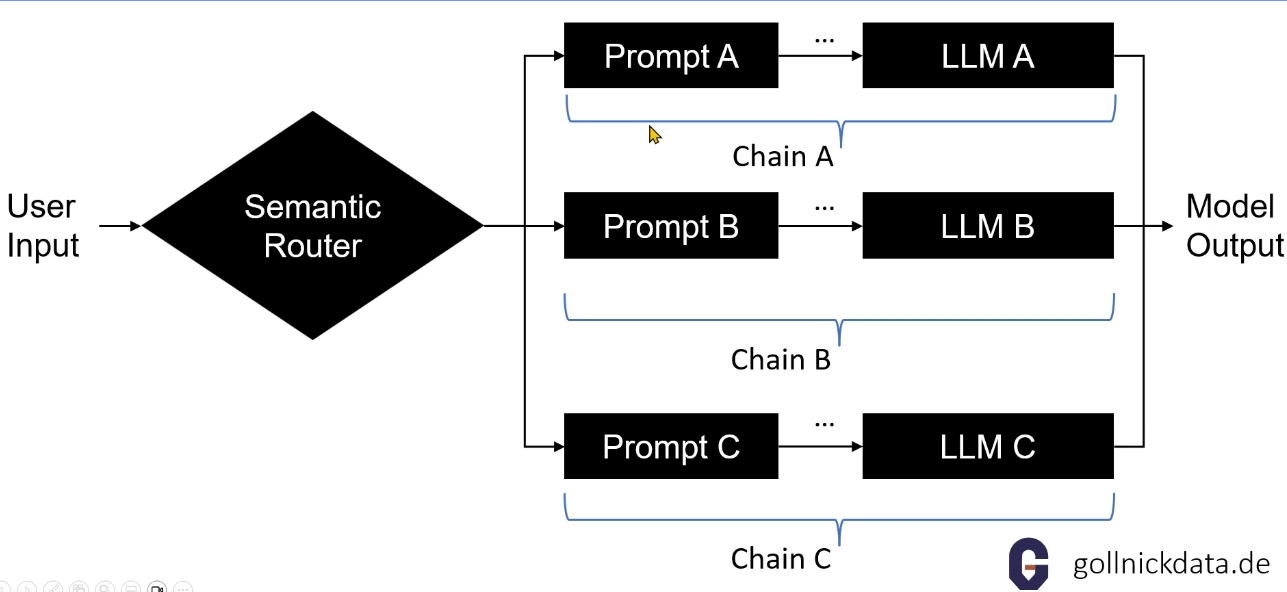 User
Input
Semantic
Router
Prompt A
...
LLM A
Chain A
Prompt B
...
LLM B
Chain B
Prompt C
...
LLM C
Chain C
Model
Output
gollnickdata.de